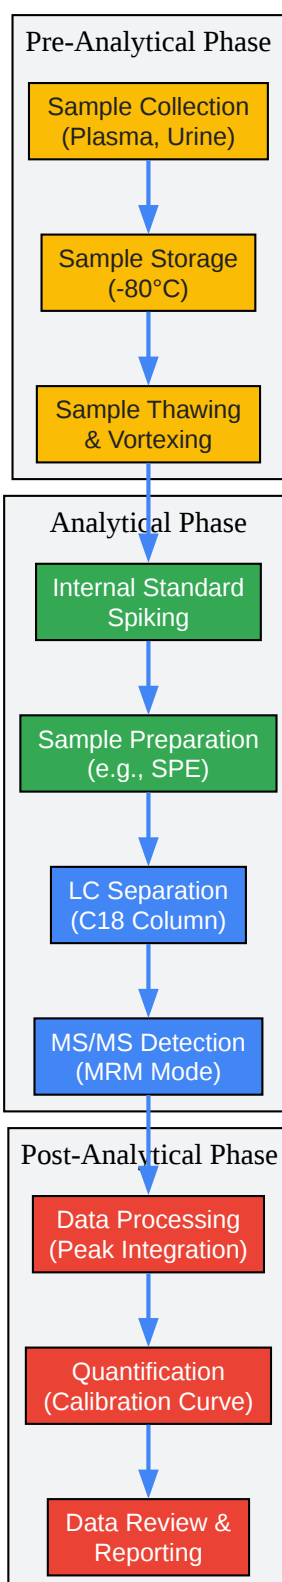 Pre-Analytical Phase
Sample Collection
(Plasma, Urine)
Sample Storage
(-80°C)
Sample Thawing
& Vortexing
Analytical Phase
Internal Standard
Spiking
Sample Preparation
(e.g., SPE)
LC Separation
(C18 Column)
MS/MS Detection
(MRM Mode)
Post-Analytical Phase
Data Processing
(Peak Integration)
Quantification
(Calibration Curve)
Data Review &
Reporting